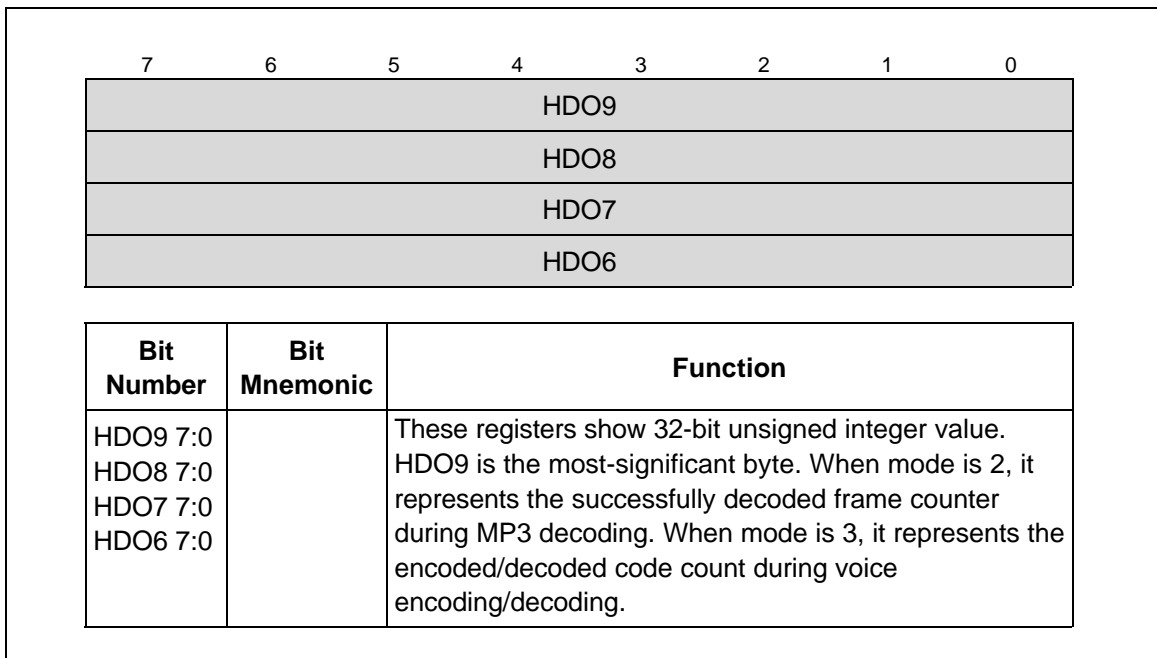 7 6 5 4 3 2 1 0
HDO9
HDO8
HDO7
HDO6
Bit Number Bit Mnemonic Function
HDO9 7:0
HDO8 7:0
HDO7 7:0
HDO6 7:0
These registers show 32-bit unsigned integer value.
HDO9 is the most-significant byte. When mode is 2, it
represents the successfully decoded frame counter
during MP3 decoding. When mode is 3, it represents the
encoded/decoded code count during voice
encoding/decoding.